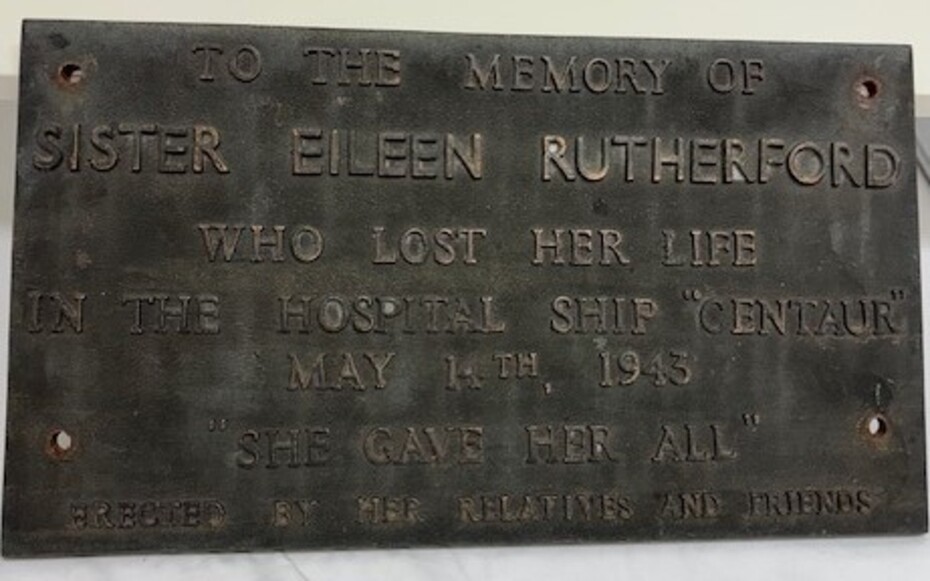 TO THE MEMORY OF
SISTER EILEEN RUTHERFORD
WHO LOST HER LIFE
IN THE HOSPITAL SHIP "CENTAUR"
MAY 14TH, 1943
"SHE GAVE HER ALL"
ERECTED BY HER RELATIVES AND FRIENDS